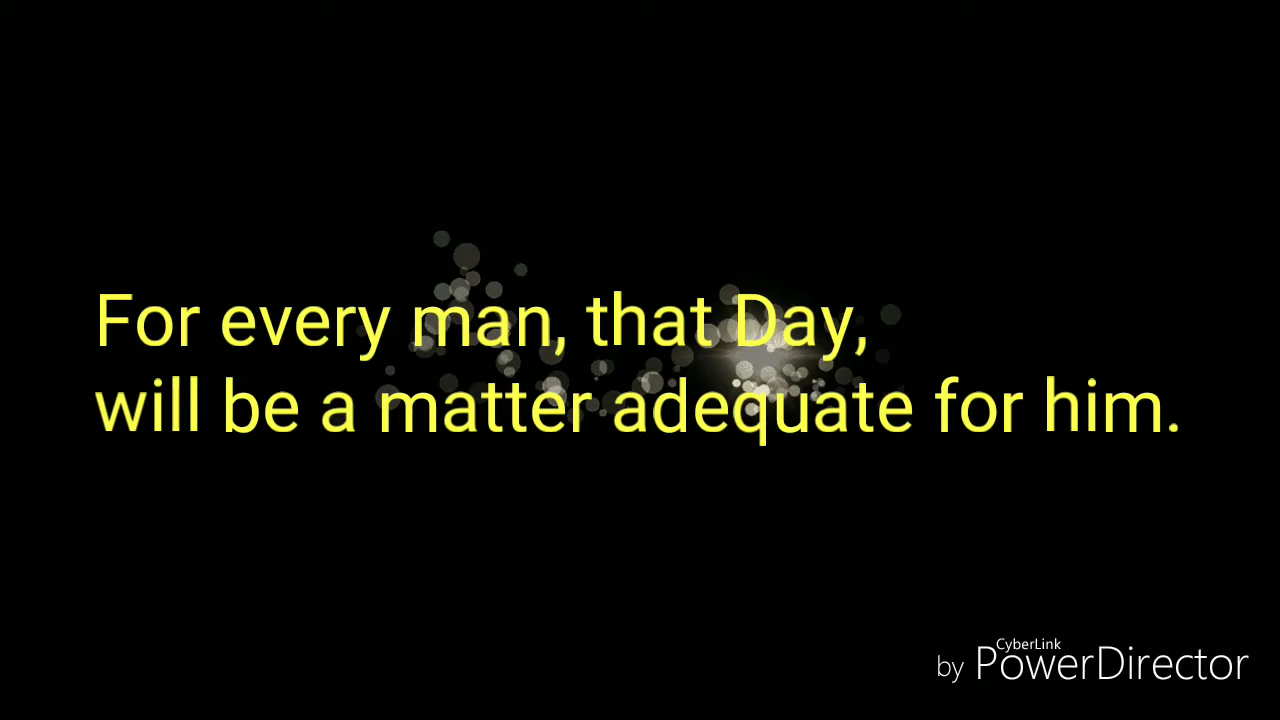 For every man, that Day,
will be a matter adequate for him.
CyberLink
by PowerDirector